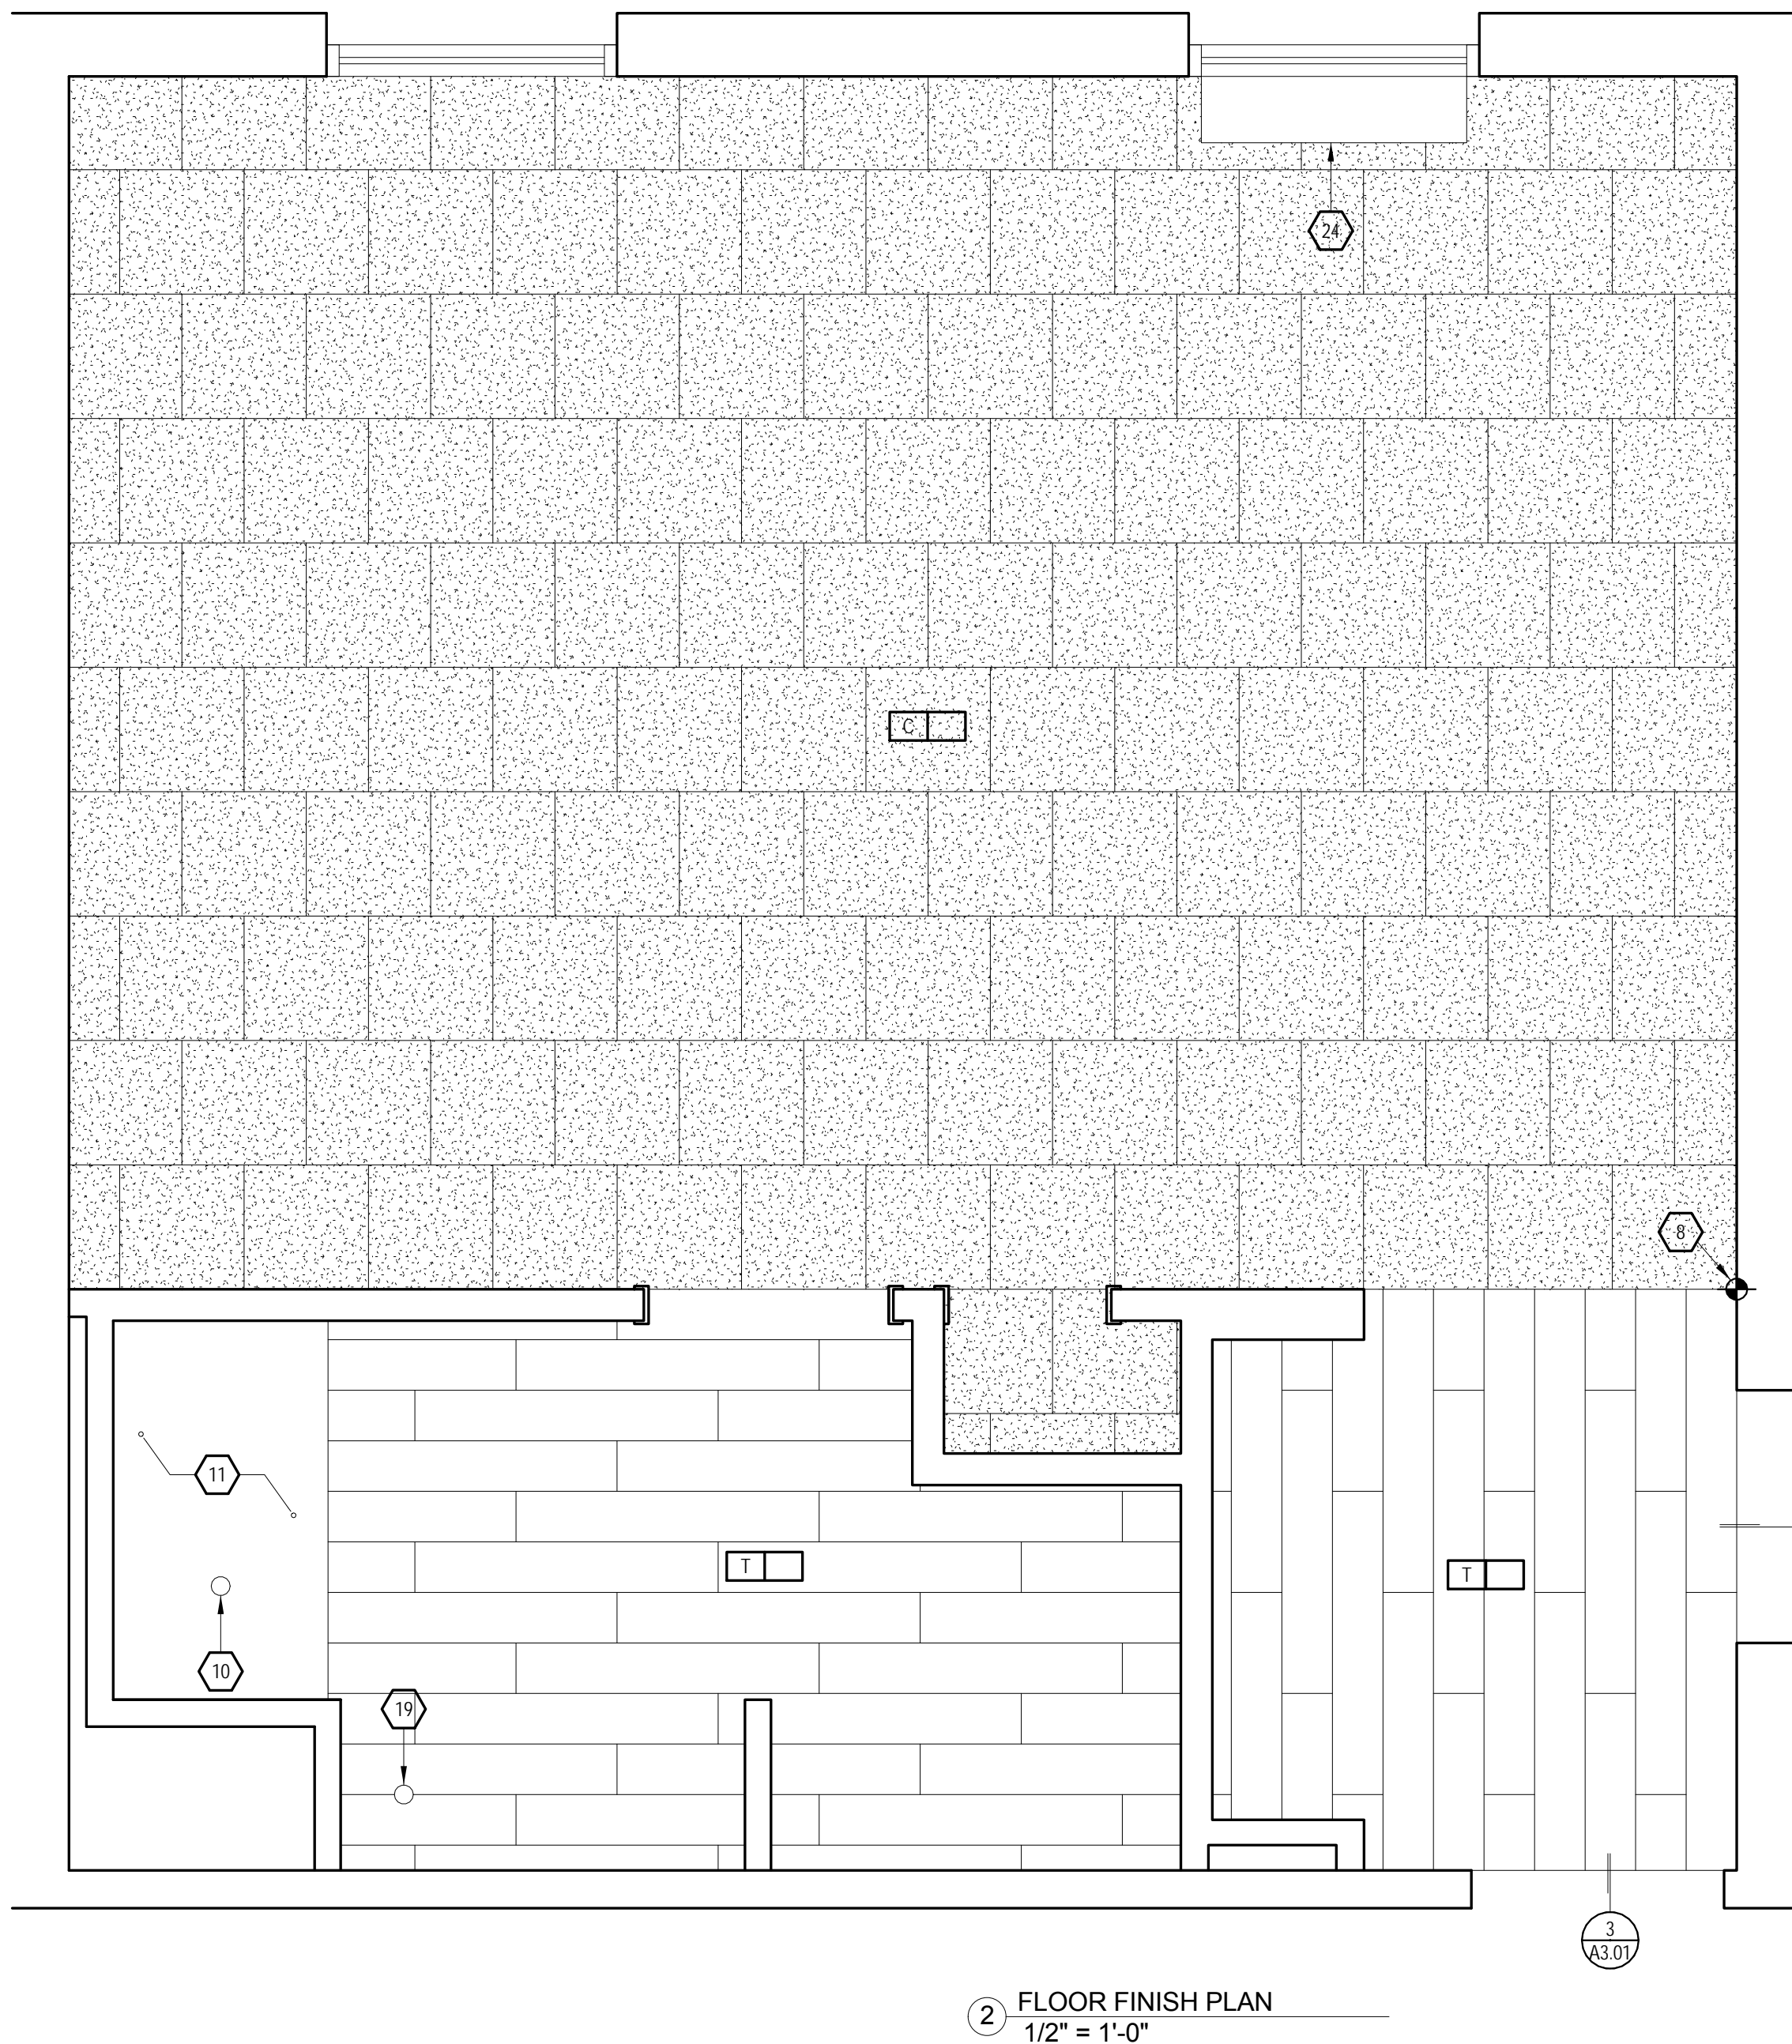 24
C
8
11
T
T
10
19
3
A3.01
2
FLOOR FINISH PLAN
1/2" = 1'-0"